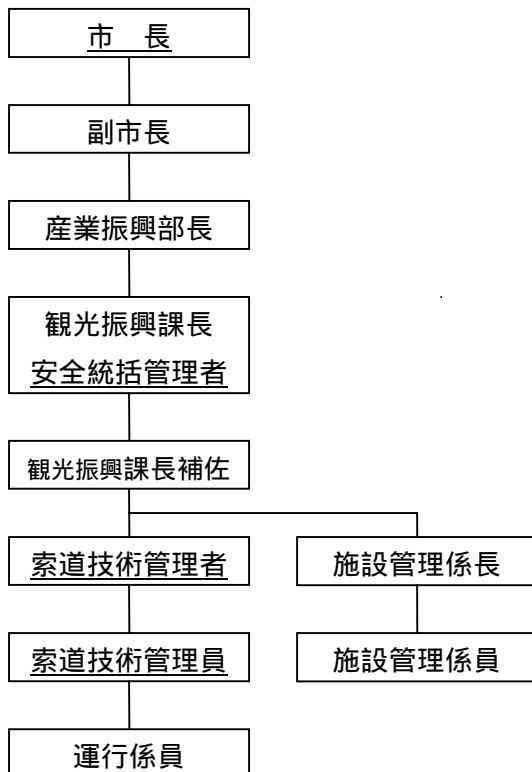 市　長
副市長
産業振興部長
観光振興課長
安全統括管理者
観光振興課長補佐
索道技術管理者
施設管理係長
索道技術管理員
施設管理係員
運行係員